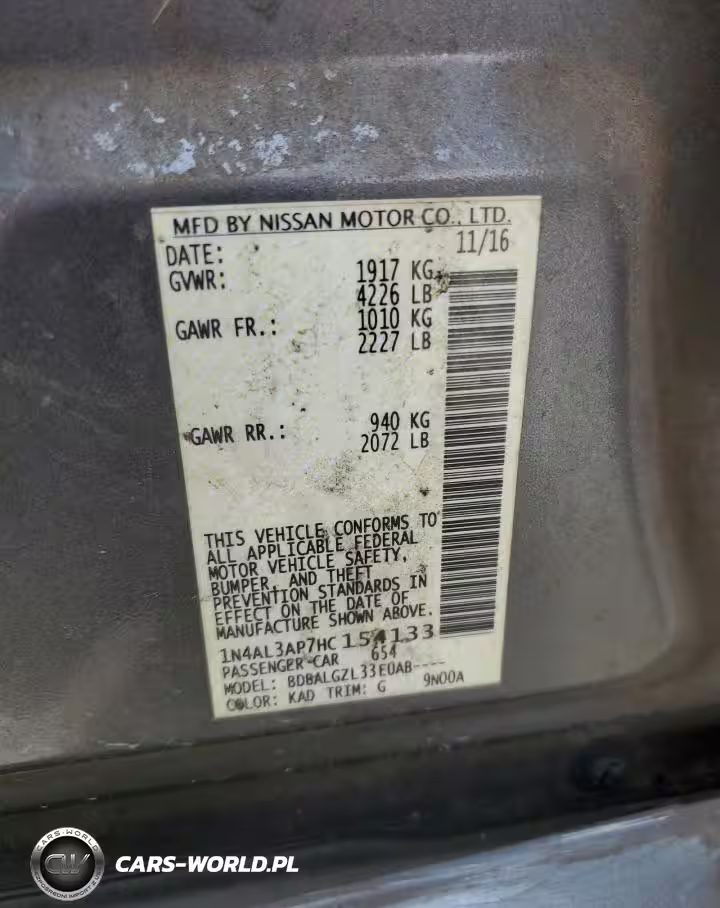 MFD BY NISSAN MOTOR CO., LTD.
DATE: 11/16
GVWR: 1917 KG
4226 LB
GAWR FR.: 1010 KG
2227 LB
GAWR RR.: 940 KG
2072 LB
THIS VEHICLE CONFORMS TO
ALL APPLICABLE FEDERAL
MOTOR VEHICLE SAFETY,
BUMPER, AND THEFT
PREVENTION STANDARDS IN
EFFECT ON THE DATE OF
MANUFACTURE SHOWN ABOVE.
1N4AL3AP7HC154133
PASSENGER CAR 654
MODEL: BDBALGZL33EUAB----
COLOR: KAD TRIM: G 9N00A
CARS-WORLD
CW
CARS-WORLD.PL